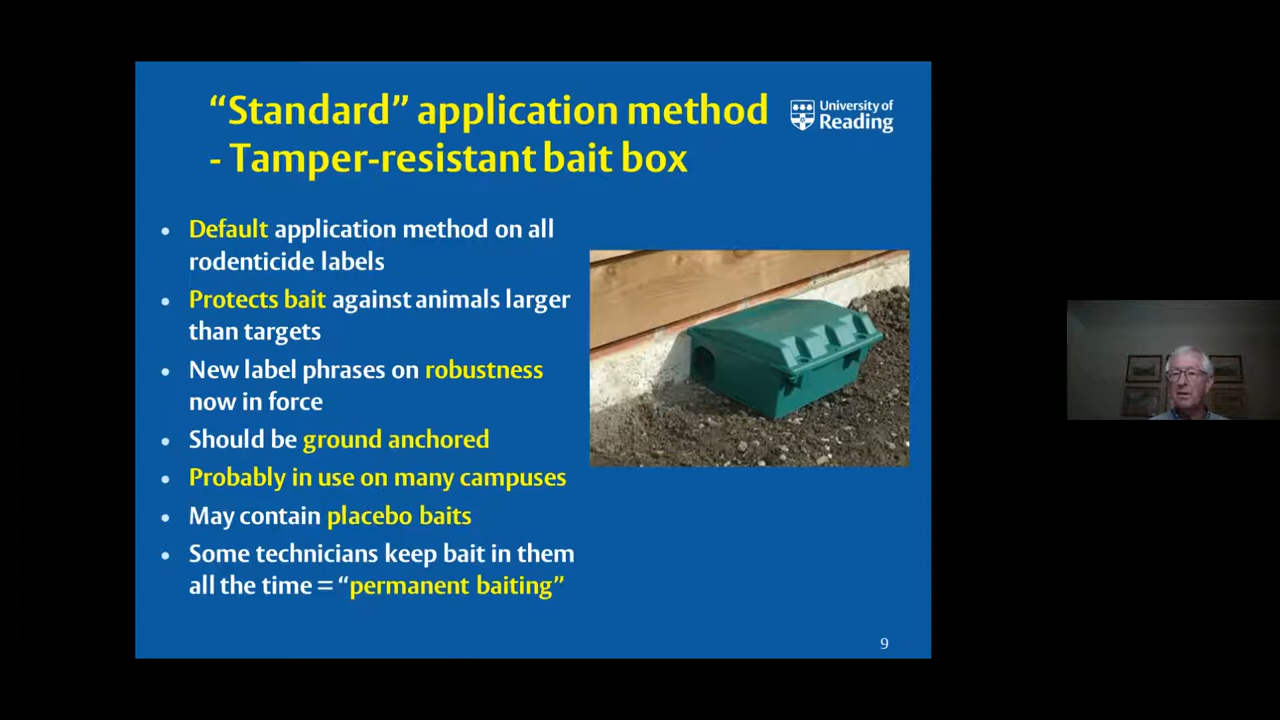 “Standard” application method
- Tamper-resistant bait box
University of
Reading
• Default application method on all
rodenticide labels
• Protects bait against animals larger
than targets
• New label phrases on robustness
now in force
• Should be ground anchored
• Probably in use on many campuses
• May contain placebo baits
• Some technicians keep bait in them
all the time = “permanent baiting”
9